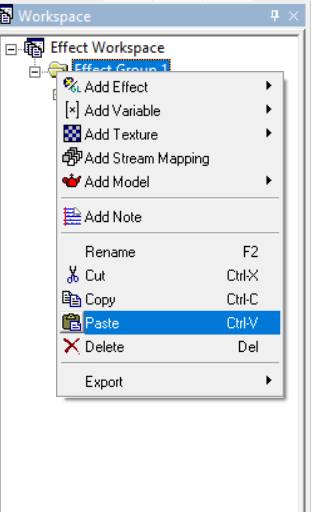 Workspace
Effect Workspace
Effect Group 1
Add Effect
Add Variable
Add Texture
Add Stream Mapping
Add Model
Add Note
Rename F2
Cut Ctrl-X
Copy Ctrl-C
Paste Ctrl-V
Delete Del
Export